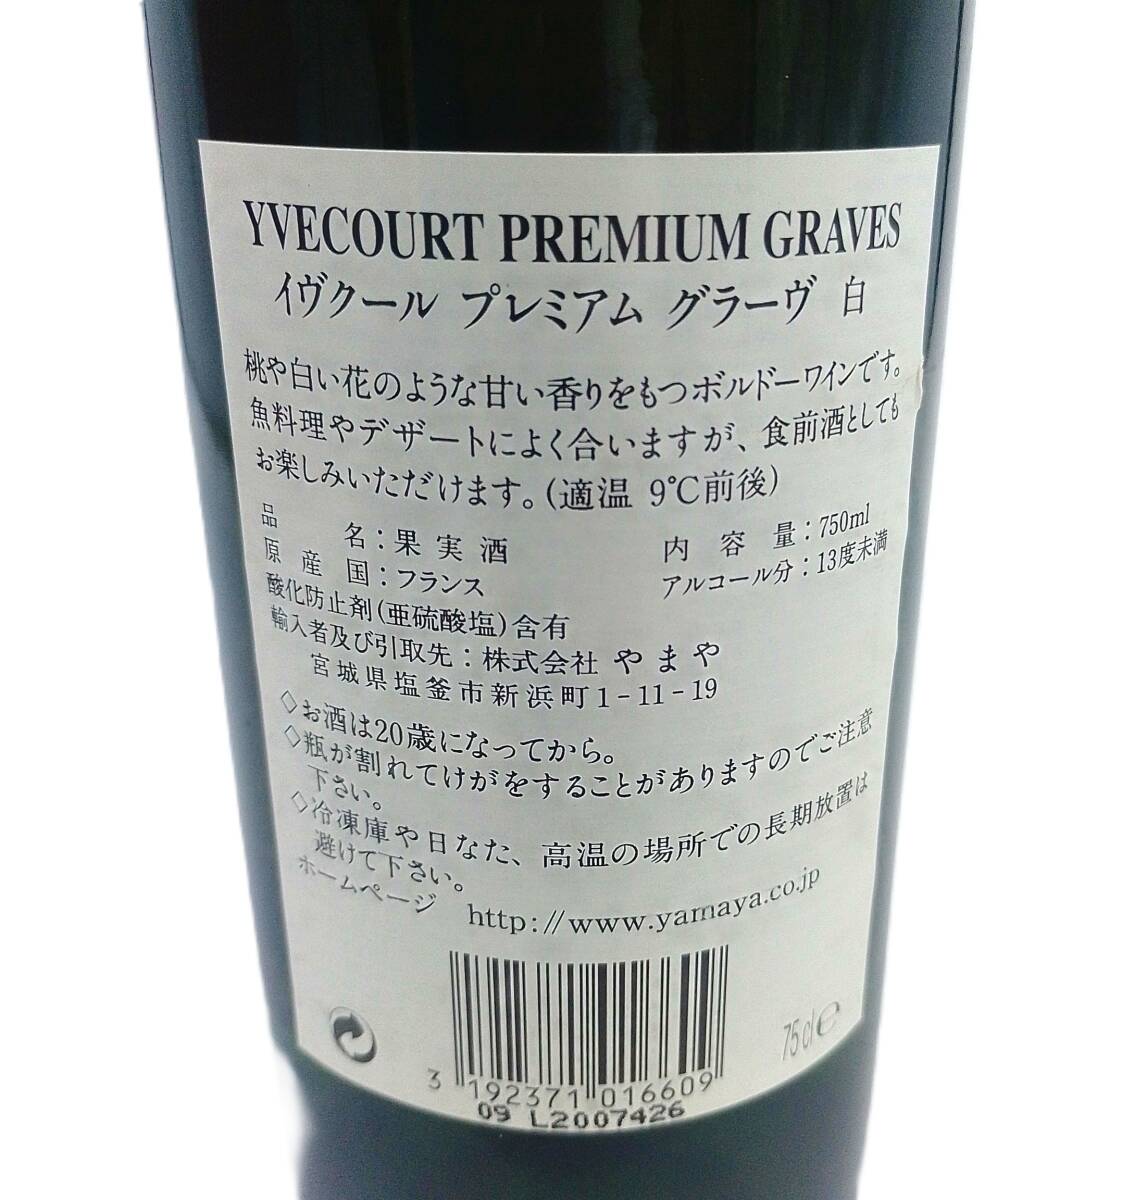 YVECOURT PREMIUM GRAVES
イヴクール プレミアム グラーヴ 白
桃や白い花のような甘い香りをもつボルドーワインです。
魚料理やデザートによく合いますが、食前酒としても
お楽しみいただけます。(適温 9℃前後)
品名：果実酒 内容量：750ml
原産国：フランス アルコール分：13度未満
酸化防止剤(亜硫酸塩)含有
輸入者及び引取先：株式会社 やまや
宮城県塩釜市新浜町1-11-19
◇お酒は20歳になってから。
◇瓶が割れてけがをすることがありますのでご注意
下さい。
◇冷凍庫や日なた、高温の場所での長期放置は
避けて下さい。
ホームページ http://www.yamaya.co.jp
75 cl e
3 192371 016609
09 L2007426